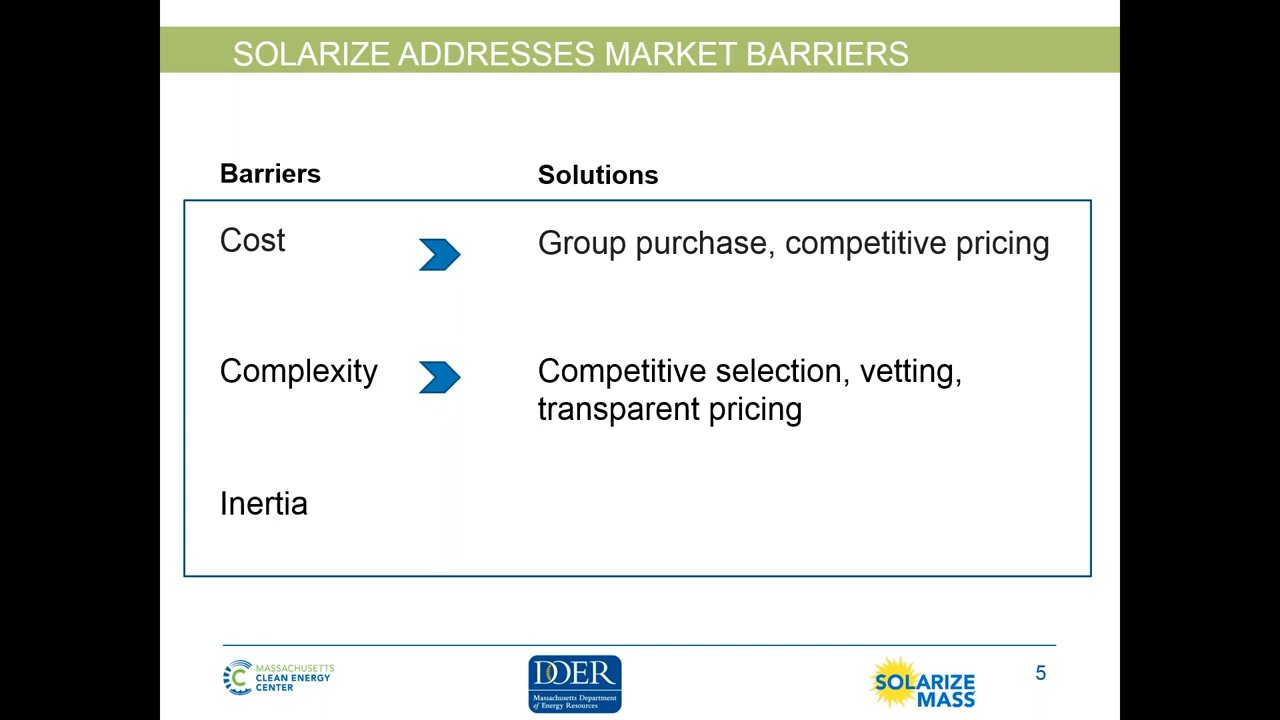 SOLARIZE ADDRESSES MARKET BARRIERS
Barriers
Solutions
Cost
Group purchase, competitive pricing
Complexity
Competitive selection, vetting,
transparent pricing
Inertia
MASSACHUSETTS
CLEAN ENERGY
CENTER
DOER
Massachusetts Department
of Energy Resources
SOLARIZE
MASS
5